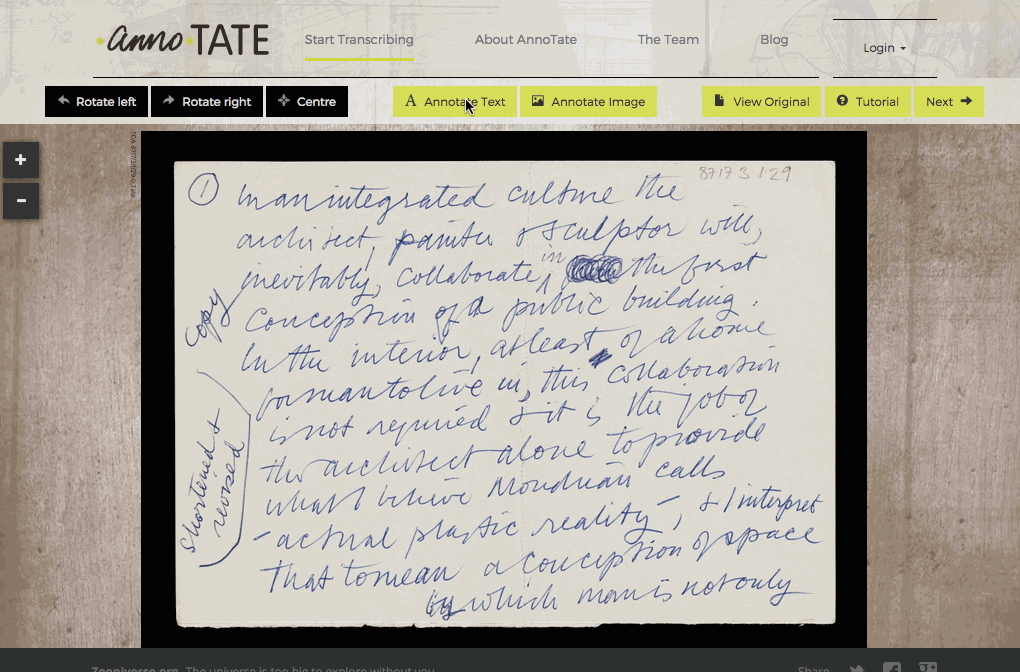 anno TATE
Start Transcribing
About AnnoTATE
The Team
Blog
Login
Rotate left
Rotate right
Centre
A Annotate Text
Annotate Image
View Original
Tutorial
Next
+
-
8717 3 1 29
1 In an integrated culture the
architect, painter & sculptor will,
inevitably, collaborate, in the first
conception of a public building.
In the interior, at least of a home
for man to live in, this collaboration
is not required & it is the job of
the architect alone to provide
what I believe Mondrian calls
- actual plastic reality -, & I interpret
that to mean a conception of space
by which man is not only
Copy
Shortened &
revised
Zooniverse.org The universe is too big to explore without you.
Share